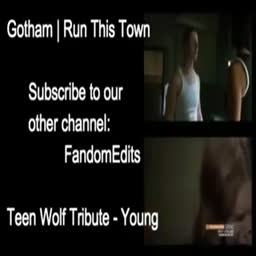 Gotham | Run This Town
Subscribe to our
other channel:
FandomEdits
Teen Wolf Tribute - Young